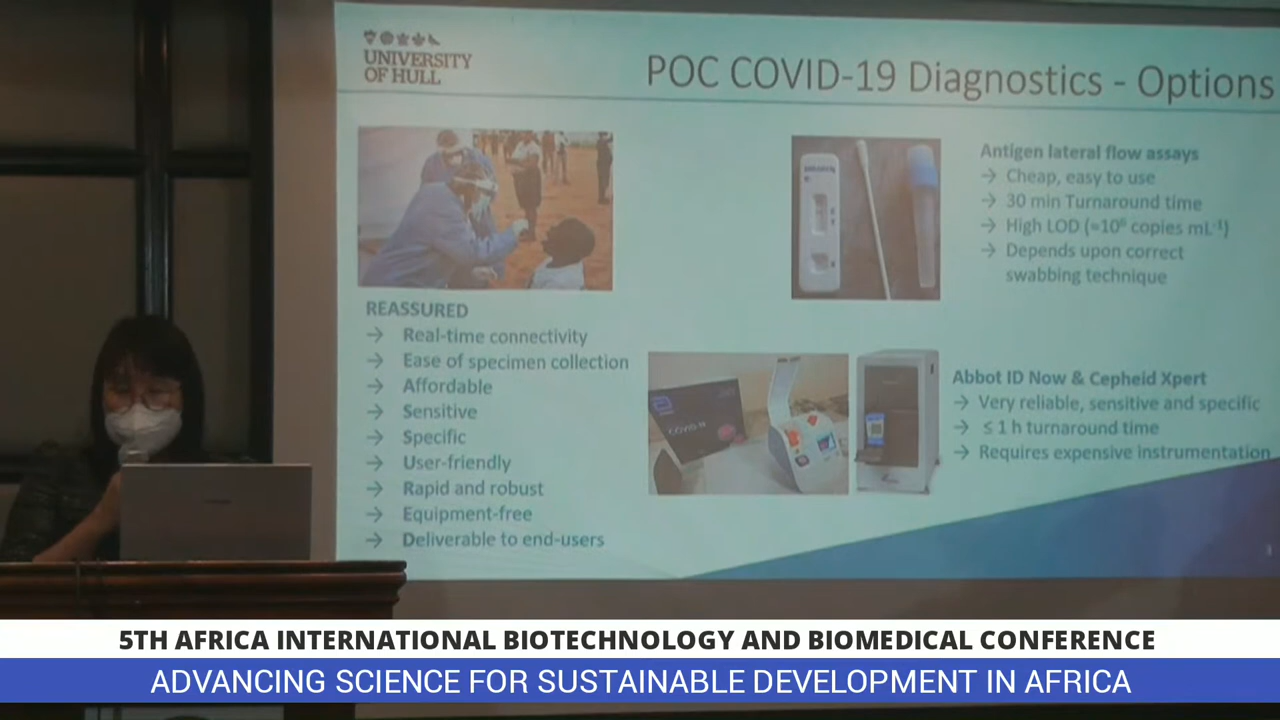 UNIVERSITY
OF HULL
POC COVID-19 Diagnostics - Options
REASSURED
→ Real-time connectivity
→ Ease of specimen collection
→ Affordable
→ Sensitive
→ Specific
→ User-friendly
→ Rapid and robust
→ Equipment-free
→ Deliverable to end-users
Antigen lateral flow assays
→ Cheap, easy to use
→ 30 min Turnaround time
→ High LOD (≈10⁶ copies mL⁻¹)
→ Depends upon correct
swabbing technique
COVID-19
Abbot ID Now & Cepheid Xpert
→ Very reliable, sensitive and specific
→ ≤ 1 h turnaround time
→ Requires expensive instrumentation
5TH AFRICA INTERNATIONAL BIOTECHNOLOGY AND BIOMEDICAL CONFERENCE
ADVANCING SCIENCE FOR SUSTAINABLE DEVELOPMENT IN AFRICA